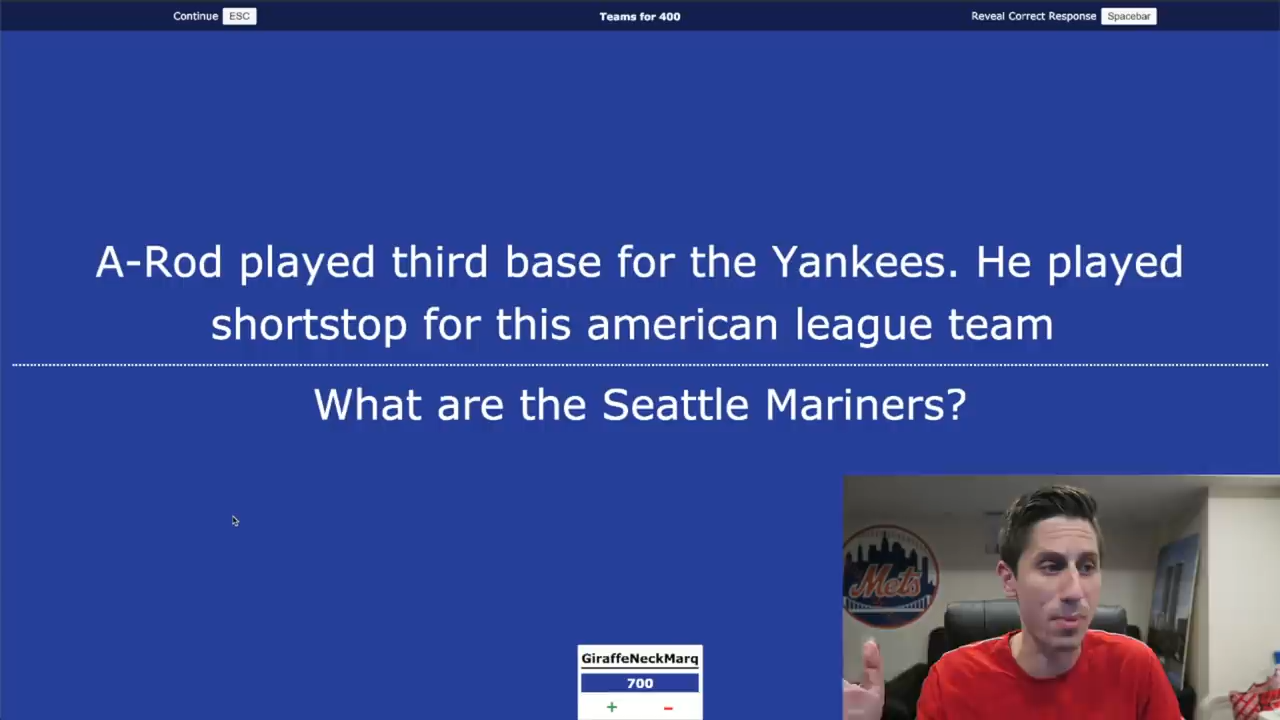 Continue ESC
Teams for 400
Reveal Correct Response Spacebar
A-Rod played third base for the Yankees. He played
shortstop for this american league team
What are the Seattle Mariners?
Mets
GiraffeNeckMarq
700
+ −